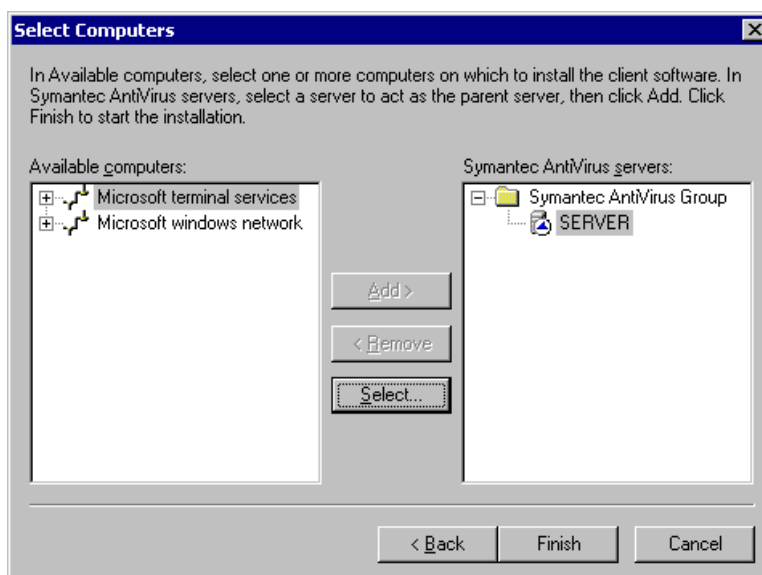 Select Computers
In Available computers, select one or more computers on which to install the client software. In
Symantec AntiVirus servers, select a server to act as the parent server, then click Add. Click
Finish to start the installation.
Available computers:
Symantec AntiVirus servers:
Microsoft terminal services
Microsoft windows network
Symantec AntiVirus Group
SERVER
Add >
< Remove
Select...
< Back
Finish
Cancel